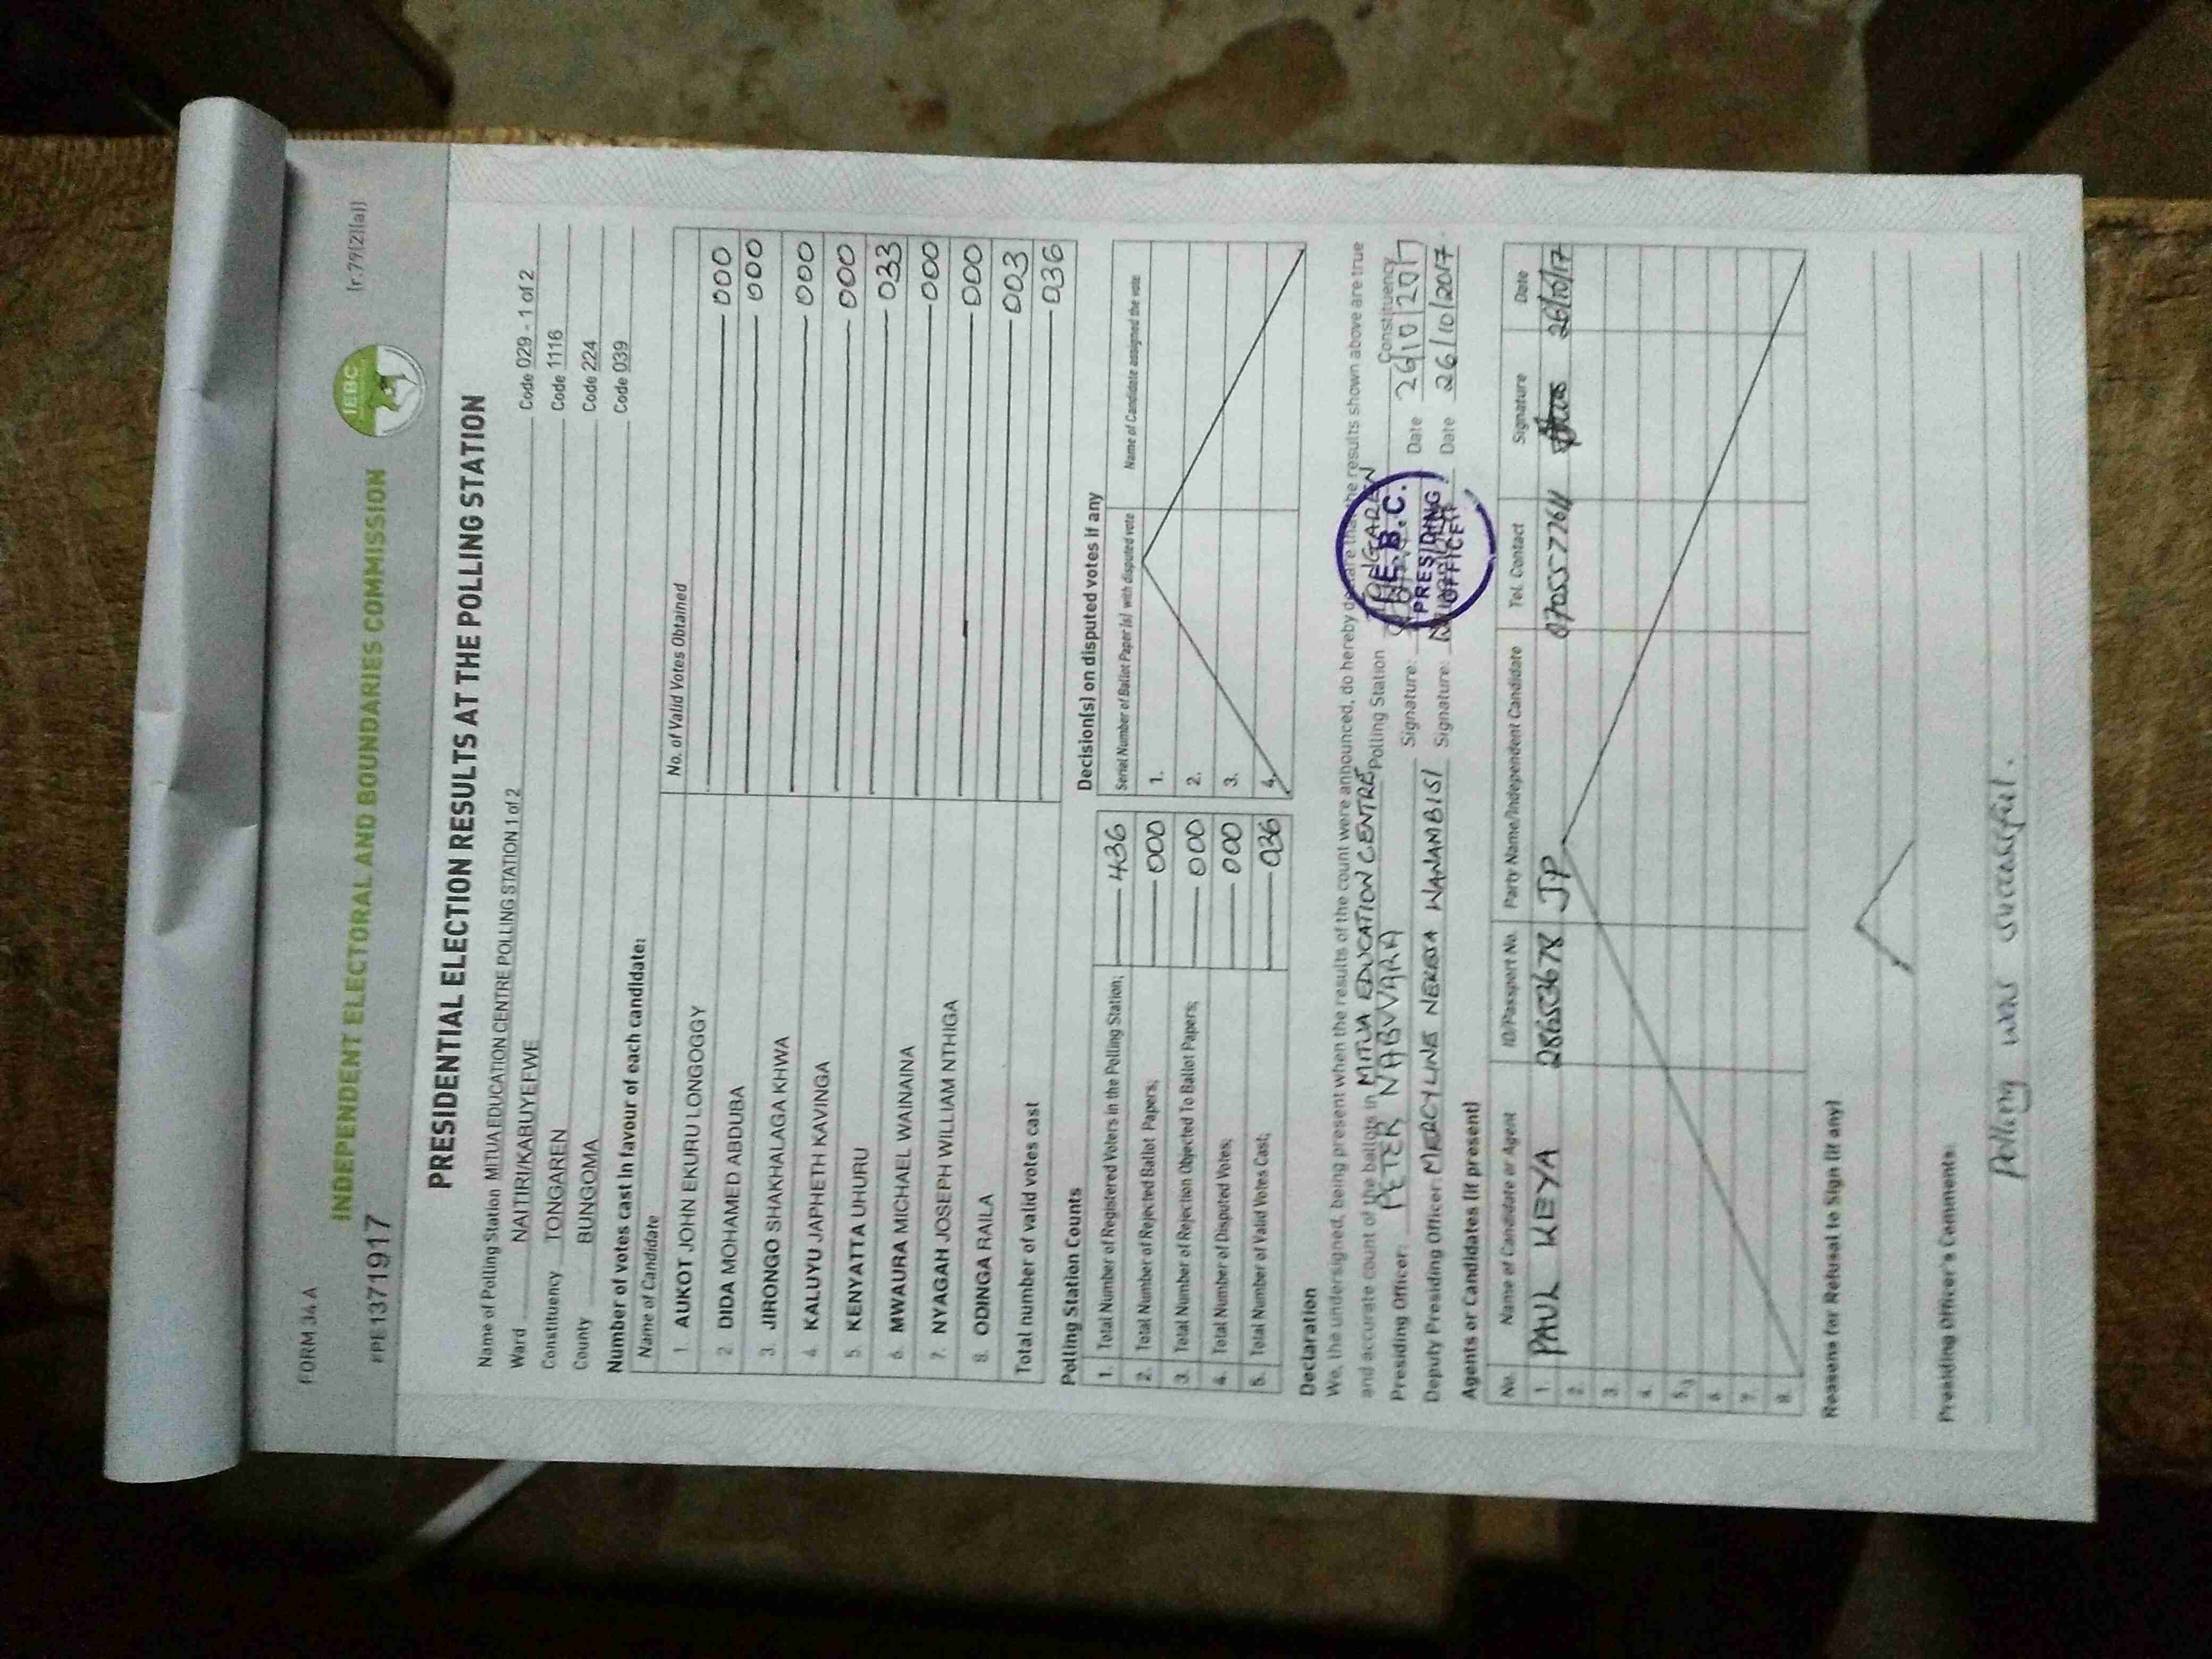 FORM 34 A
(r.79(2)(a))
#PE1371917
INDEPENDENT ELECTORAL AND BOUNDARIES COMMISSION
IEBC
PRESIDENTIAL ELECTION RESULTS AT THE POLLING STATION
Name of Polling Station MITUA EDUCATION CENTRE POLLING STATION 1 of 2 Code 029 - 1 of 2
Ward NAITIRI/KABUYEFWE Code 1116
Constituency TONGAREN Code 224
County BUNGOMA Code 039
Number of votes cast in favour of each candidate:
Name of Candidate No. of Valid Votes Obtained
1. AUKOT JOHN EKURU LONGOGGY 000
2. DIDA MOHAMED ABDUBA 000
3. JIRONGO SHAKHALAGA KHWA 000
4. KALUYU JAPHETH KAVINGA 000
5. KENYATTA UHURU 033
6. MWAURA MICHAEL WAINAINA 000
7. NYAGAH JOSEPH WILLIAM NTHIGA 000
8. ODINGA RAILA 003
Total number of valid votes cast 036
Polling Station Counts
1. Total Number of Registered Voters in the Polling Station; 436
2. Total Number of Rejected Ballot Papers; 000
3. Total Number of Rejection Objected To Ballot Papers; 000
4. Total Number of Disputed Votes; 000
5. Total Number of Valid Votes Cast; 036
Decision(s) on disputed votes if any
Serial Number of Ballot Paper (s) with disputed vote Name of Candidate assigned the vote
1.
2.
3.
4.
Declaration
We, the undersigned, being present when the results of the count were announced, do hereby declare that the results shown above are true
and accurate count of the ballots in MITUA EDUCATION CENTRE Polling Station TONGAREN Constituency
Presiding Officer: PETER NABVVARA Signature: Date 26/10/2017
Deputy Presiding Officer: MERCYLINE NEKESA WANAMBISI Signature: Date 26/10/2017
I.E.B.C.
PRESIDING
OFFICER
Agents or Candidates (if present)
No. Name of Candidate or Agent ID/Passport No. Party Name/Independent Candidate Tel. Contact Signature Date
1. PAUL KEYA 28653678 JP 0705577611 26/10/17
2.
3.
4.
5.
6.
7.
8.
Reasons for Refusal to Sign (if any)
Presiding Officer's Comments:
Polling was successful.